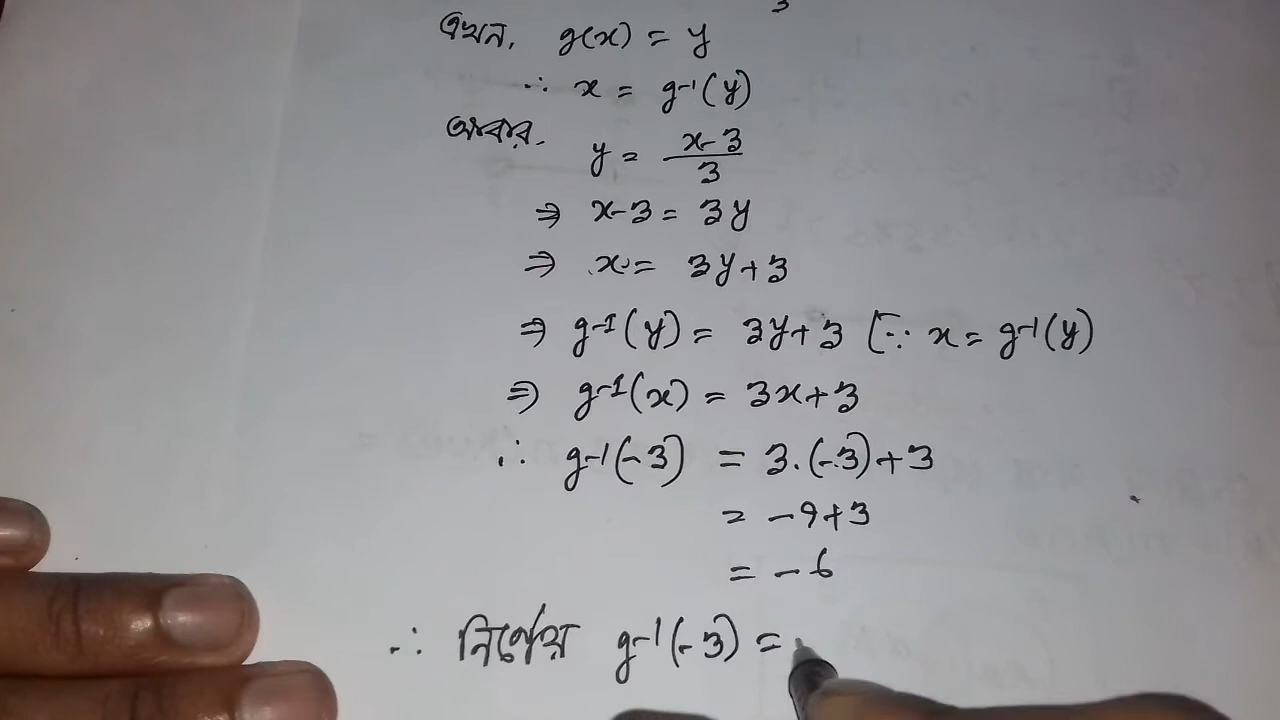 এখন, g(x) = y
∴ x = g-1(y)
আবার, y = x-3/3
⇒ x-3 = 3y
⇒ x = 3y+3
⇒ g-1(y) = 3y+3 [∵ x = g-1(y)
⇒ g-1(x) = 3x+3
∴ g-1(-3) = 3.(-3)+3
= -9+3
= -6
∴ নির্ণেয় g-1(-3) =